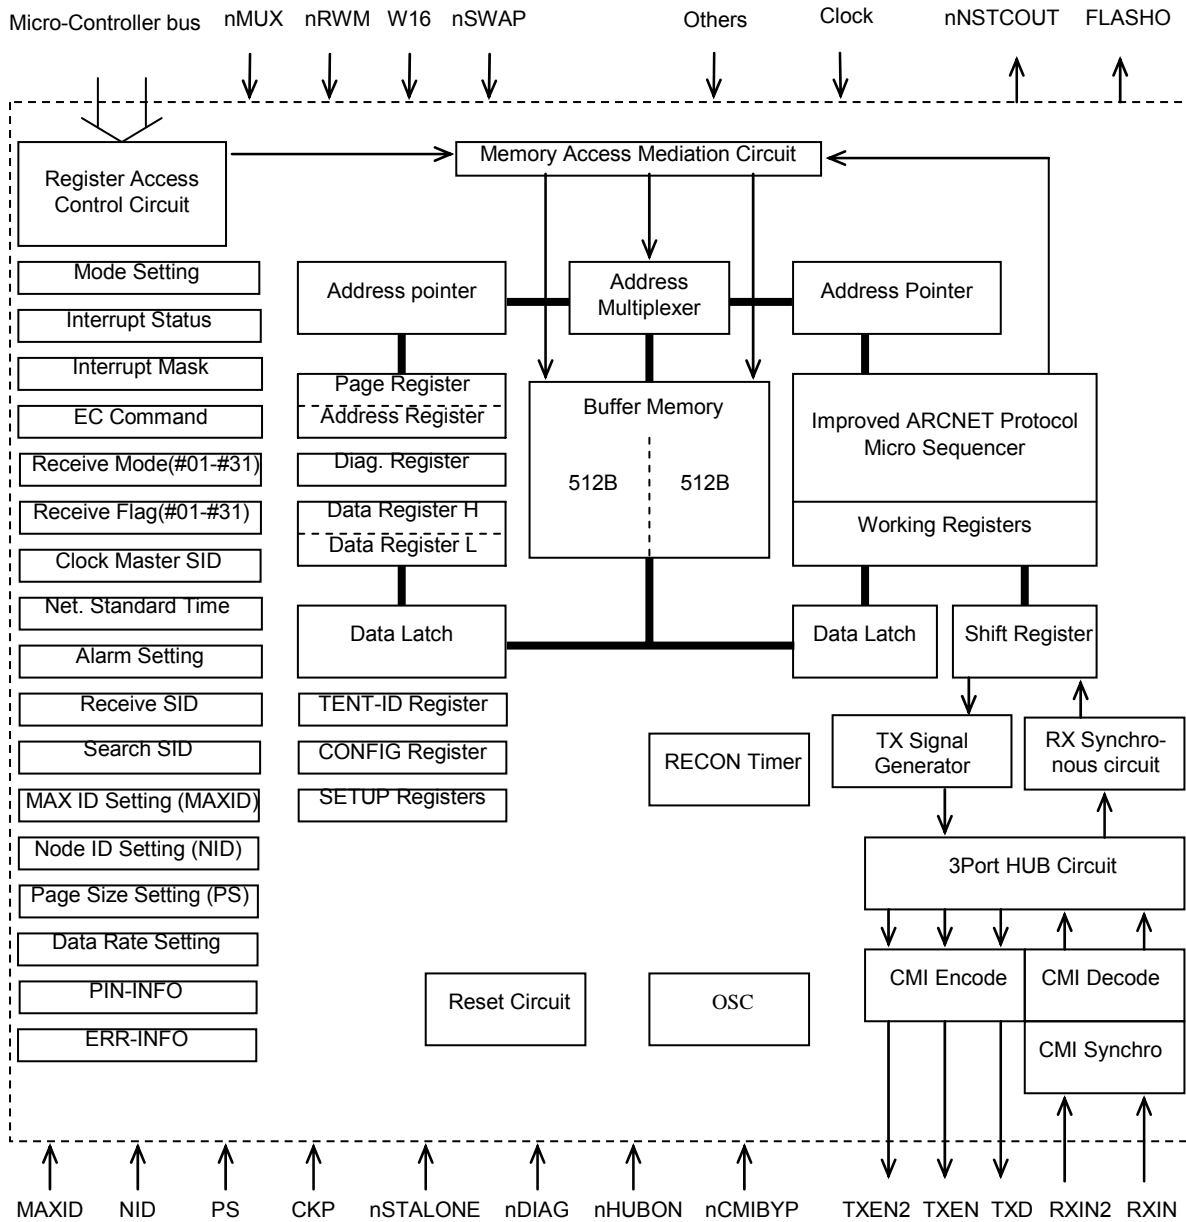 Micro-Controller bus nMUX nRWM W16 nSWAP Others Clock nNSTCOUT FLASHO
Register Access
Control Circuit
Memory Access Mediation Circuit
Mode Setting
Interrupt Status
Interrupt Mask
EC Command
Receive Mode(#01-#31)
Receive Flag(#01-#31)
Clock Master SID
Net. Standard Time
Alarm Setting
Receive SID
Search SID
MAX ID Setting (MAXID)
Node ID Setting (NID)
Page Size Setting (PS)
Data Rate Setting
PIN-INFO
ERR-INFO
Address pointer
Page Register
Address Register
Diag. Register
Data Register H
Data Register L
Data Latch
TENT-ID Register
CONFIG Register
SETUP Registers
Address
Multiplexer
Buffer Memory
512B 512B
Address Pointer
Improved ARCNET Protocol
Micro Sequencer
Working Registers
Data Latch
Shift Register
RECON Timer
TX Signal
Generator
RX Synchro-
nous circuit
3Port HUB Circuit
Reset Circuit
OSC
CMI Encode
CMI Decode
CMI Synchro
MAXID NID PS CKP nSTALONE nDIAG nHUBON nCMIBYP TXEN2 TXEN TXD RXIN2 RXIN